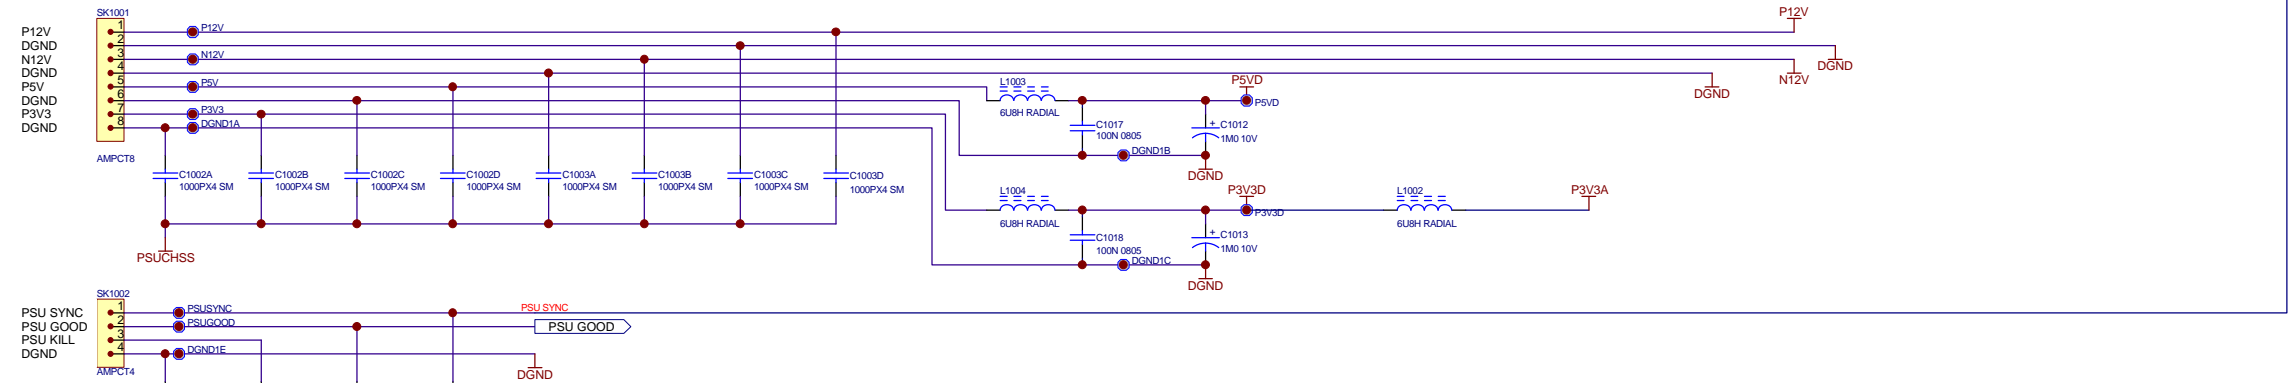 SK1001
P12V
DGND
N12V
DGND
P5V
DGND
P3V3
DGND
1
2
3
4
5
6
7
8
AMPCT8
P12V
N12V
P5V
P3V3
DGND1A
C1002A
1000PX4 SM
C1002B
1000PX4 SM
C1002C
1000PX4 SM
C1002D
1000PX4 SM
C1003A
1000PX4 SM
C1003B
1000PX4 SM
C1003C
1000PX4 SM
C1003D
1000PX4 SM
PSUCHSS
L1003
6U8H RADIAL
C1017
100N 0805
P5VD
P5VD
+
C1012
1M0 10V
DGND1B
DGND
L1004
6U8H RADIAL
C1018
100N 0805
P3V3D
P3V3D
+
C1013
1M0 10V
DGND1C
DGND
L1002
6U8H RADIAL
P3V3A
P12V
DGND
N12V
DGND
SK1002
PSU SYNC
PSU GOOD
PSU KILL
DGND
1
2
3
4
AMPCT4
PSUSYNC
PSUGOOD
DGND1E
PSU SYNC
PSU GOOD
DGND